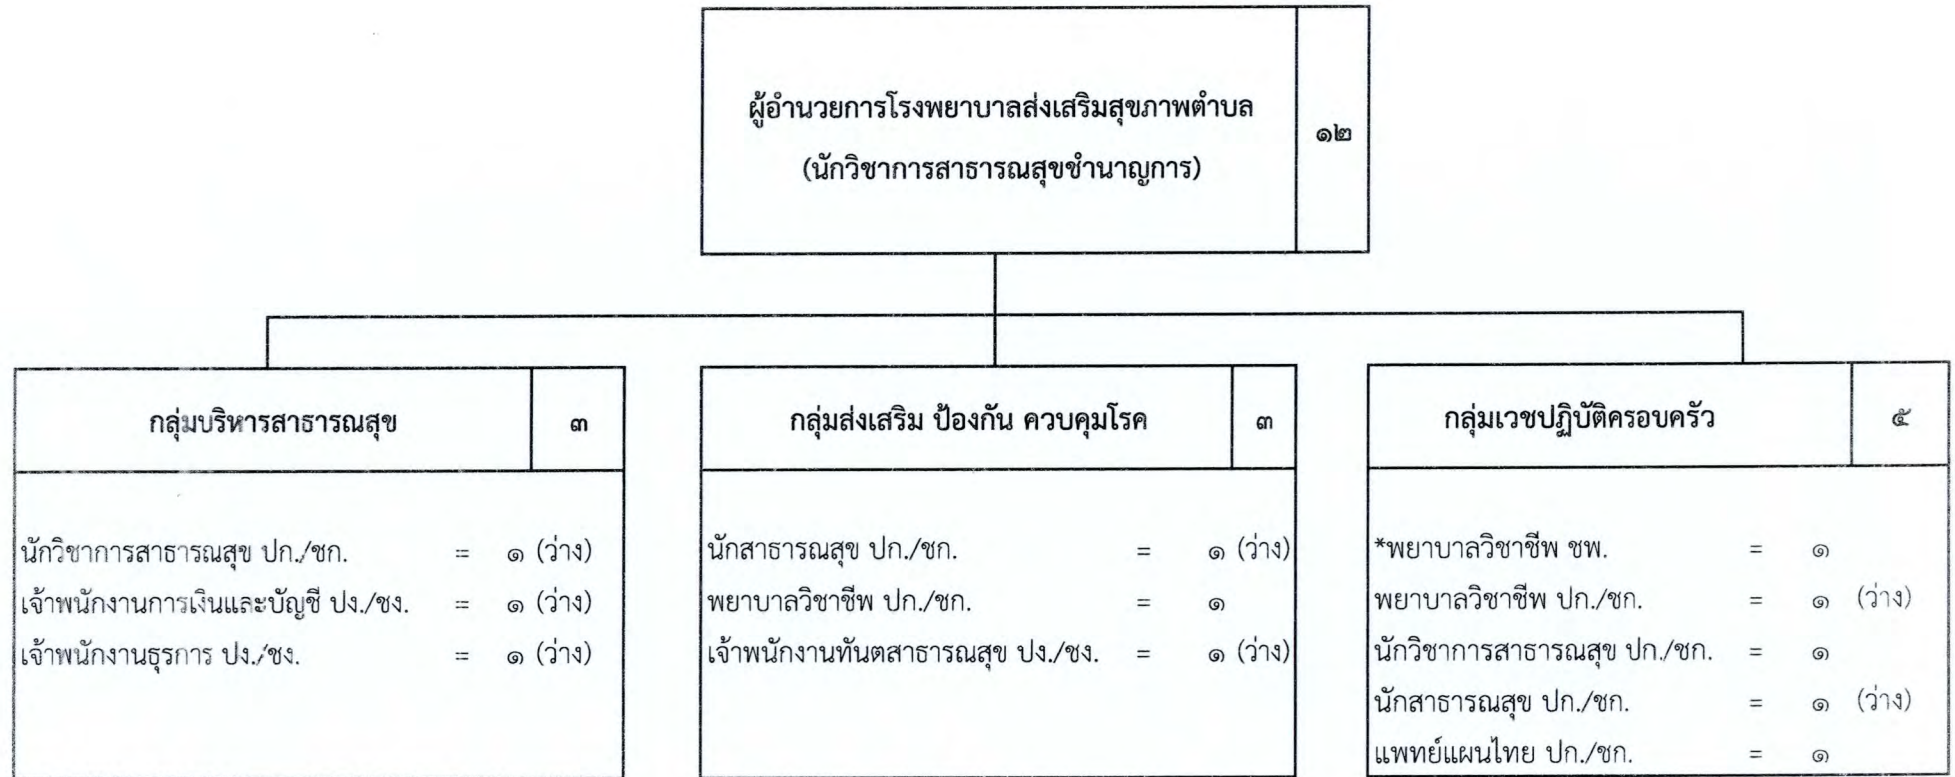 ผู้อำนวยการโรงพยาบาลส่งเสริมสุขภาพตำบล
(นักวิชาการสาธารณสุขชำนาญการ)
๑๒
กลุ่มบริหารสาธารณสุข ๓
นักวิชาการสาธารณสุข ปก./ชก. = ๑ (ว่าง)
เจ้าพนักงานการเงินและบัญชี ปง./ชง. = ๑ (ว่าง)
เจ้าพนักงานธุรการ ปง./ชง. = ๑ (ว่าง)
กลุ่มส่งเสริม ป้องกัน ควบคุมโรค ๓
นักสาธารณสุข ปก./ชก. = ๑ (ว่าง)
พยาบาลวิชาชีพ ปก./ชก. = ๑
เจ้าพนักงานทันตสาธารณสุข ปง./ชง. = ๑ (ว่าง)
กลุ่มเวชปฏิบัติครอบครัว ๕
*พยาบาลวิชาชีพ ชพ. = ๑
พยาบาลวิชาชีพ ปก./ชก. = ๑ (ว่าง)
นักวิชาการสาธารณสุข ปก./ชก. = ๑
นักสาธารณสุข ปก./ชก. = ๑ (ว่าง)
แพทย์แผนไทย ปก./ชก. = ๑